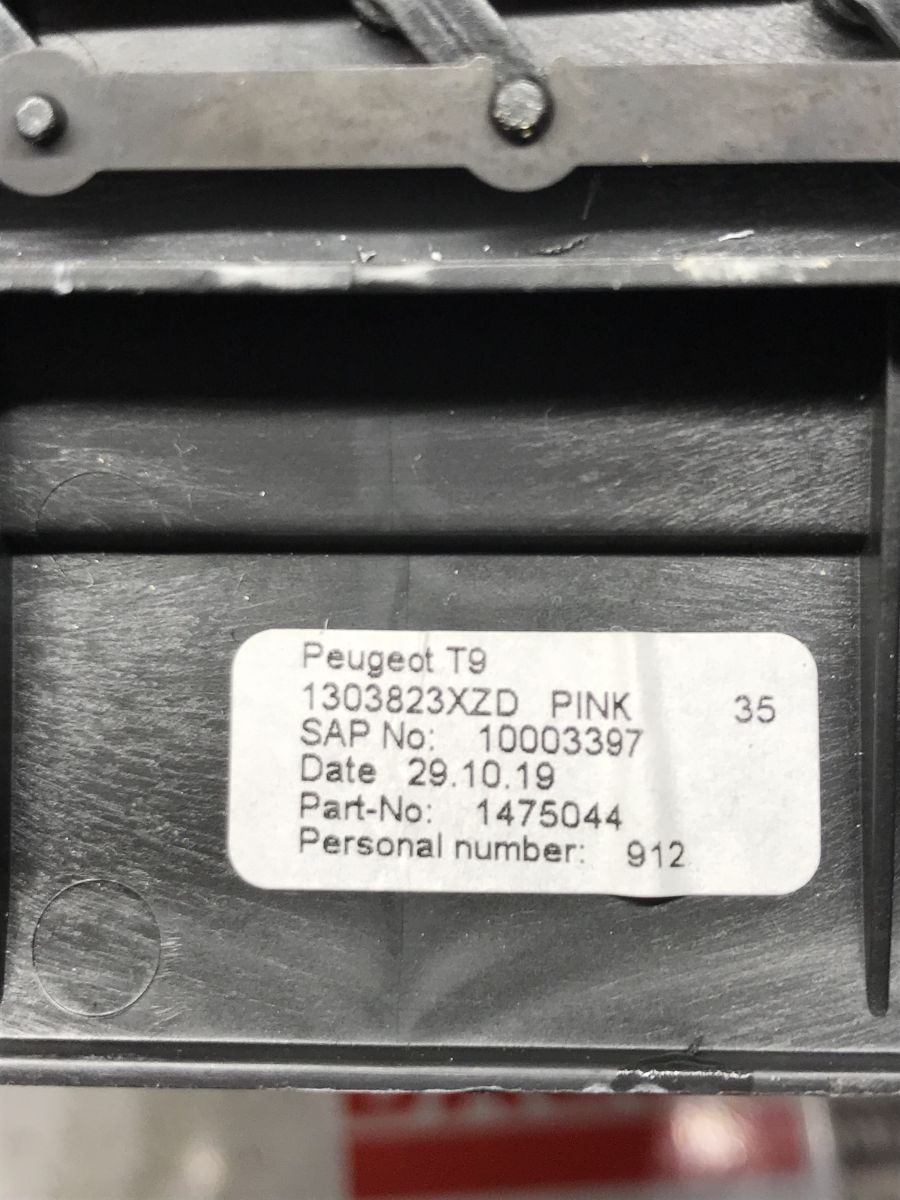 Peugeot T9
1303823XZD PINK 35
SAP No: 10003397
Date 29.10.19
Part-No: 1475044
Personal number: 912